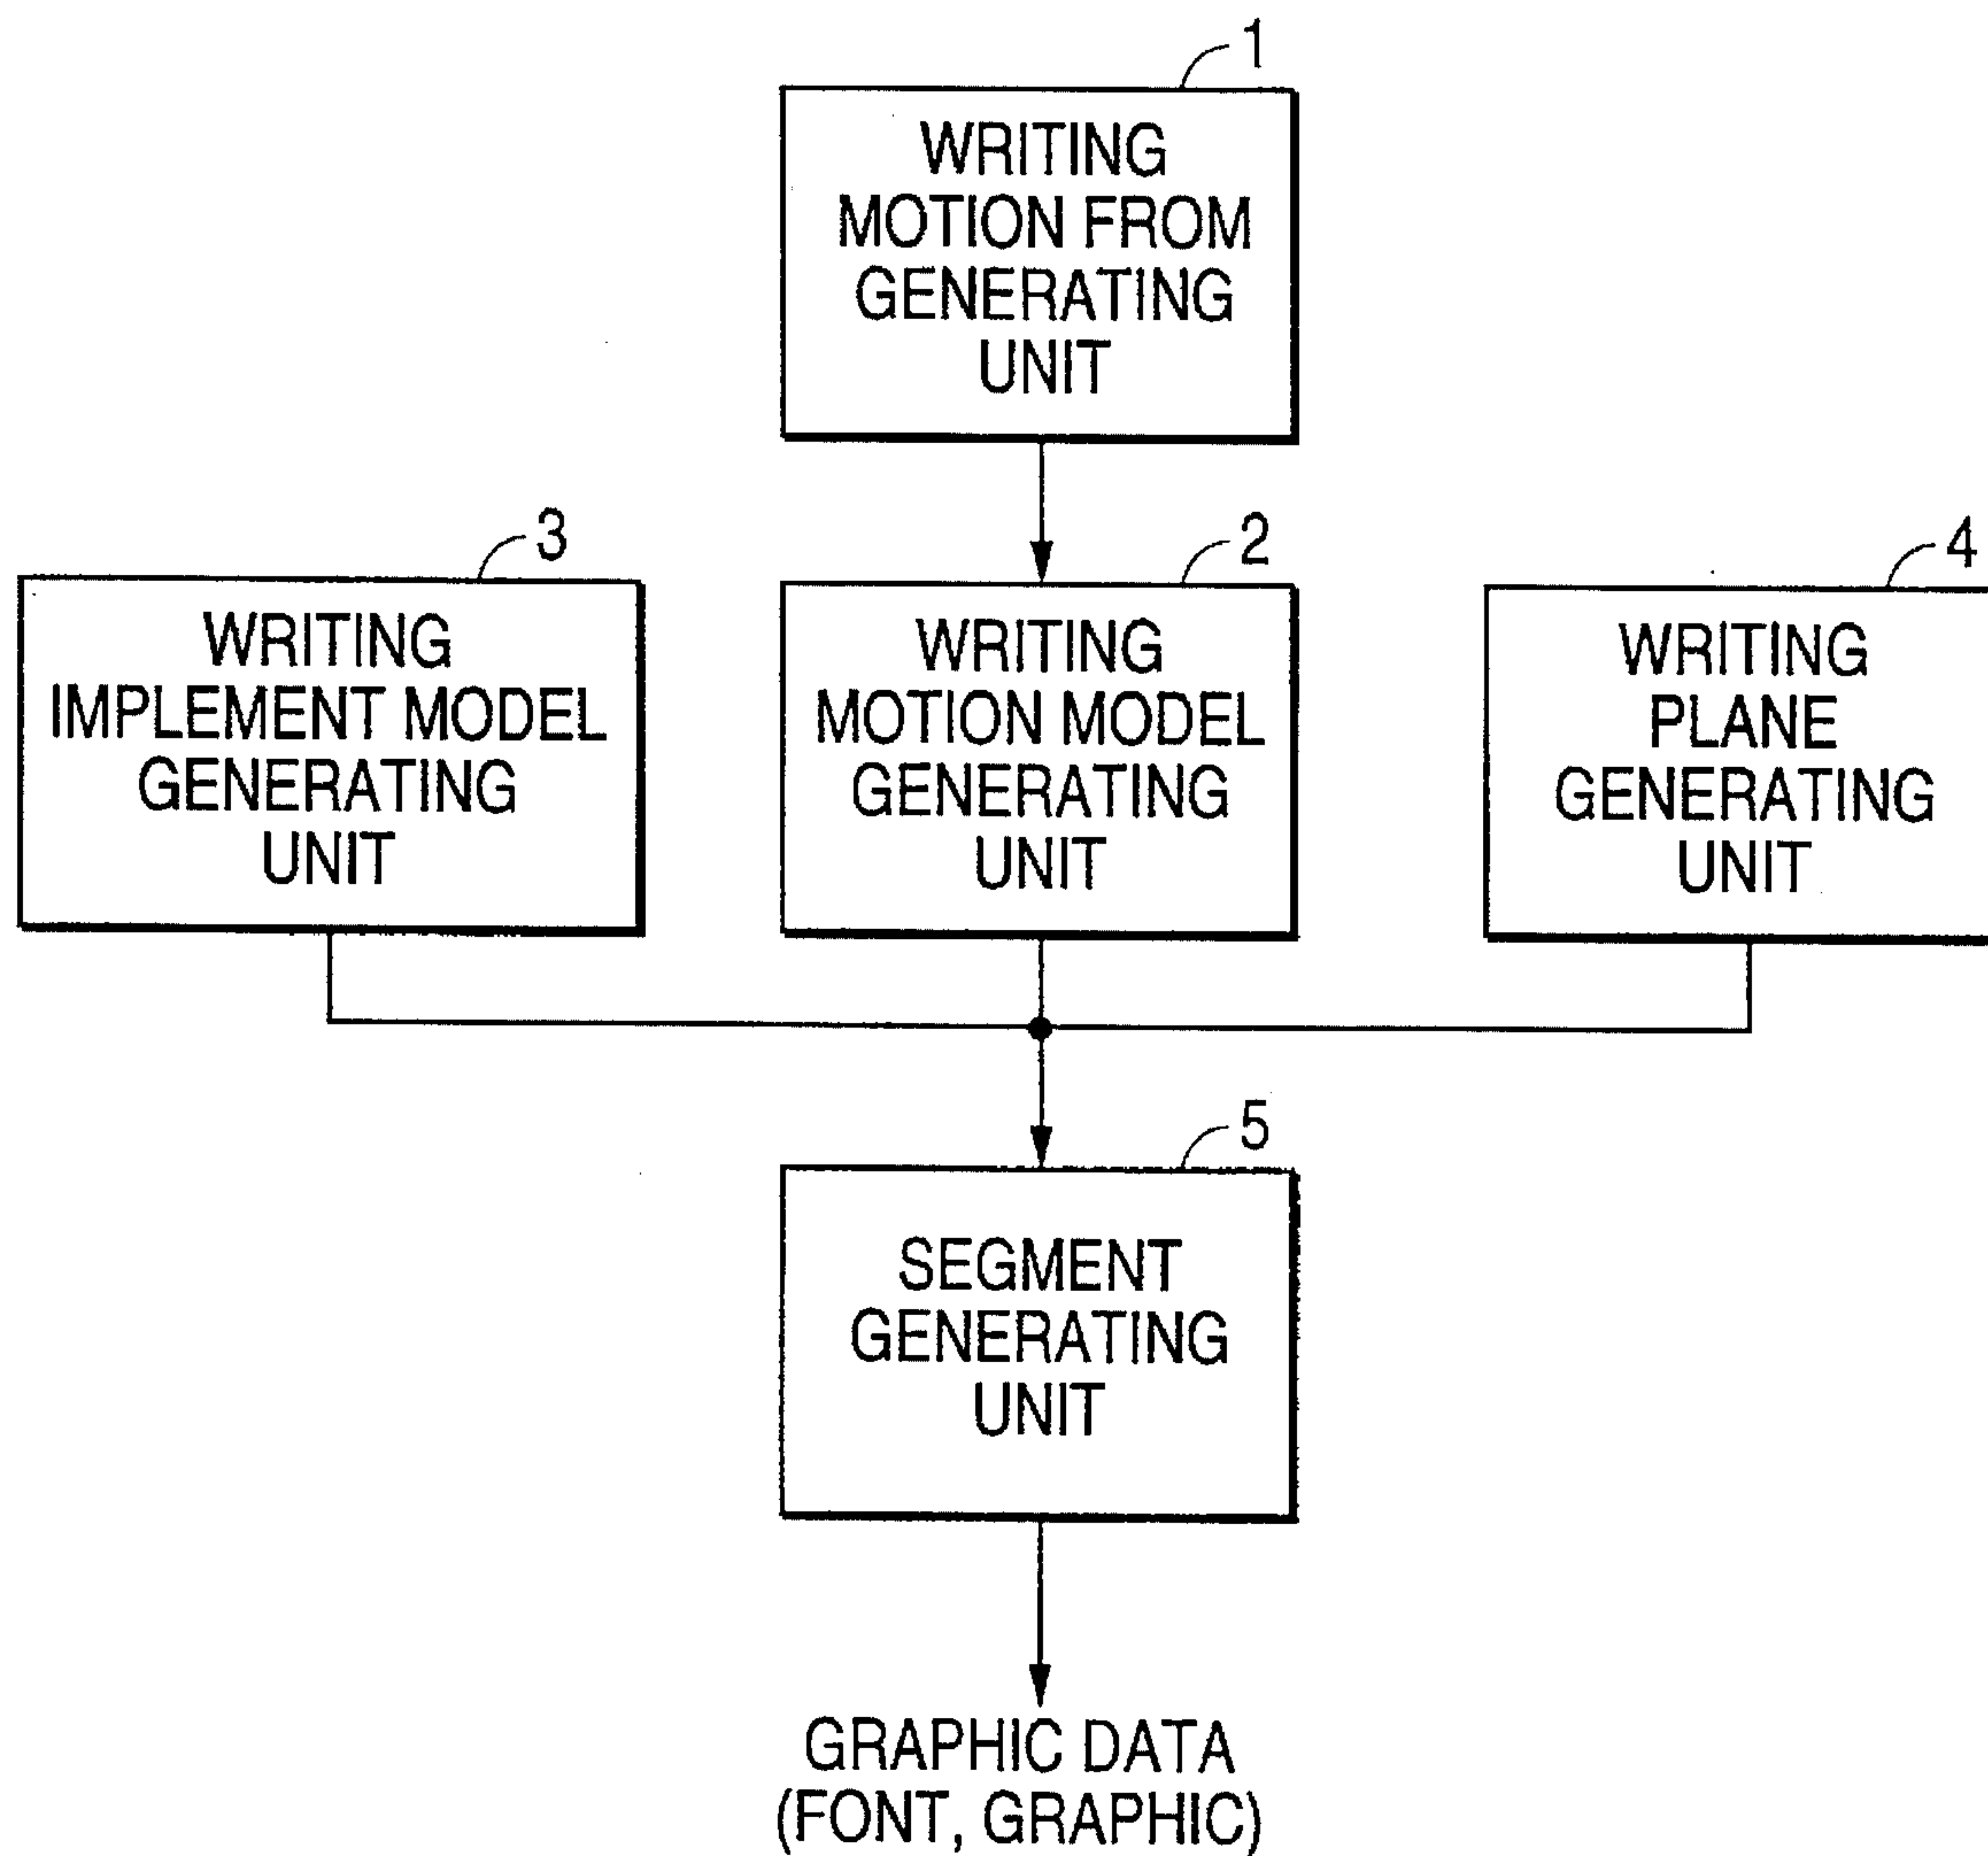 1
WRITING
MOTION FROM
GENERATING
UNIT
3
WRITING
IMPLEMENT MODEL
GENERATING
UNIT
2
WRITING
MOTION MODEL
GENERATING
UNIT
4
WRITING
PLANE
GENERATING
UNIT
5
SEGMENT
GENERATING
UNIT
GRAPHIC DATA
(FONT, GRAPHIC)